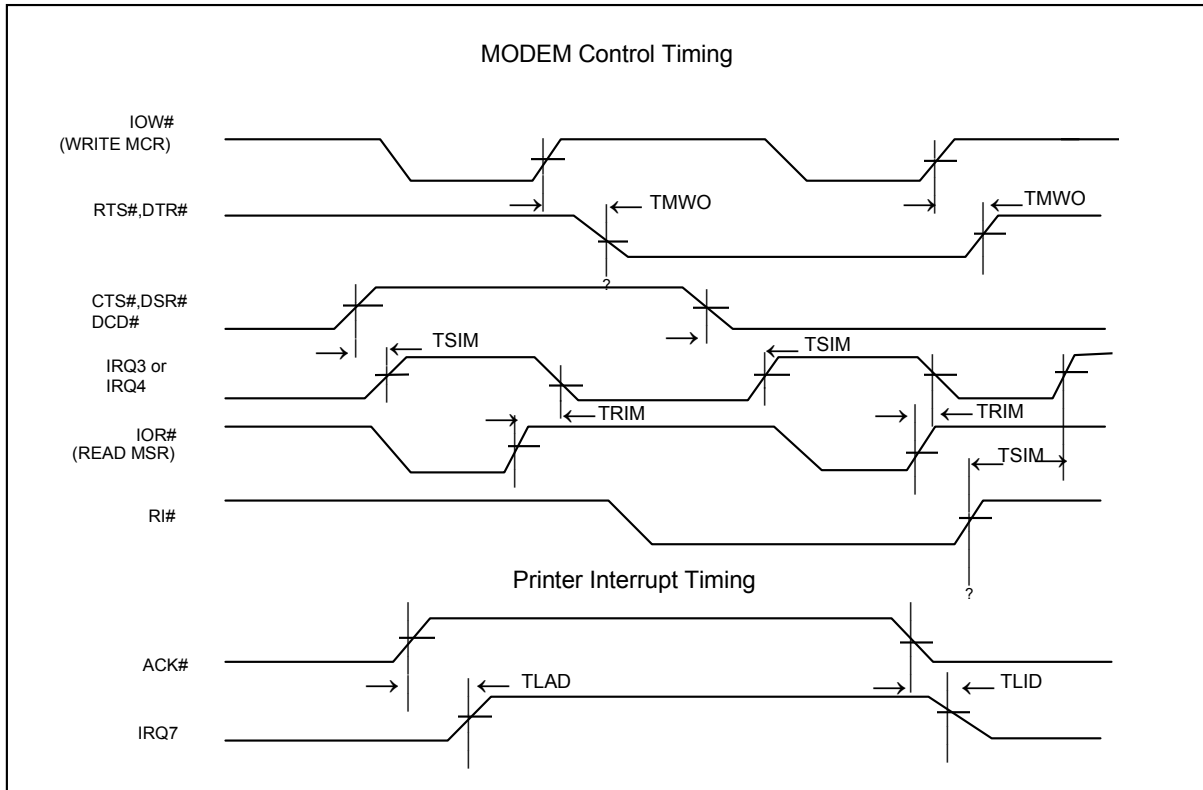 MODEM Control Timing
IOW#
(WRITE MCR)
RTS#,DTR#
TMWO
TMWO
?
CTS#,DSR#
DCD#
TSIM
TSIM
IRQ3 or
IRQ4
TRIM
TRIM
IOR#
(READ MSR)
TSIM
RI#
?
Printer Interrupt Timing
ACK#
TLAD
TLID
IRQ7